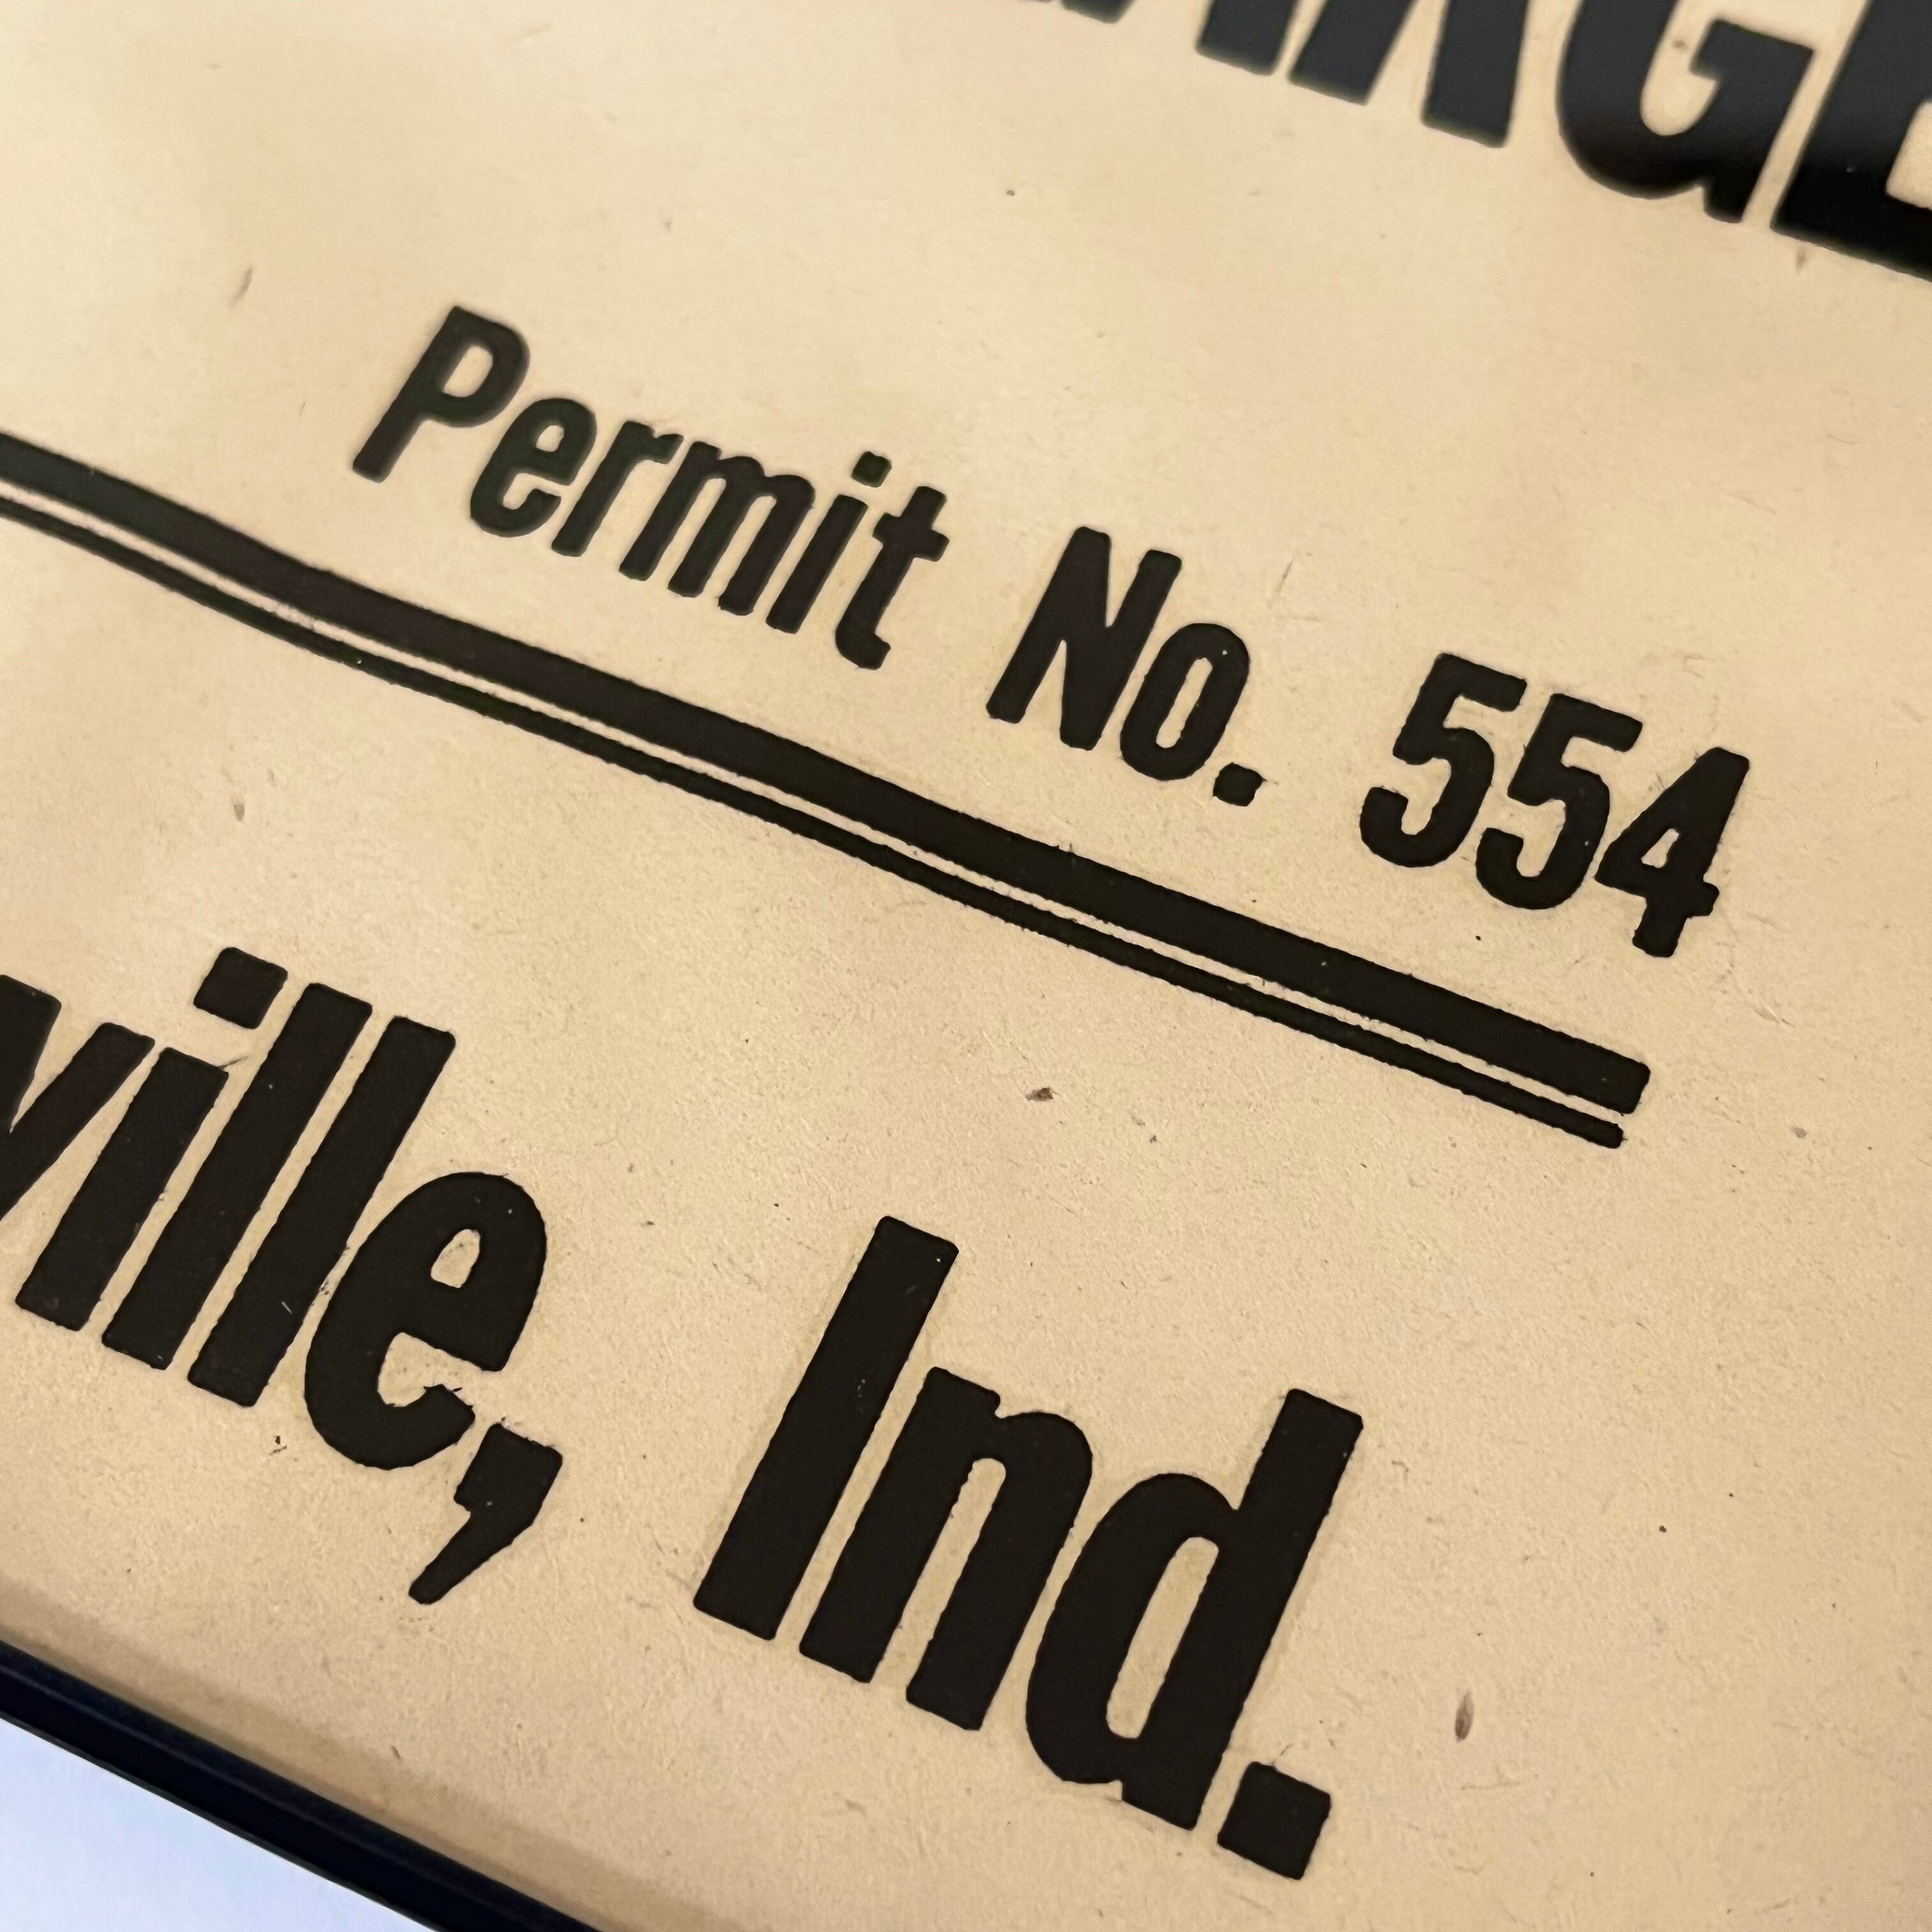 Permit No. 554
ville, Ind.